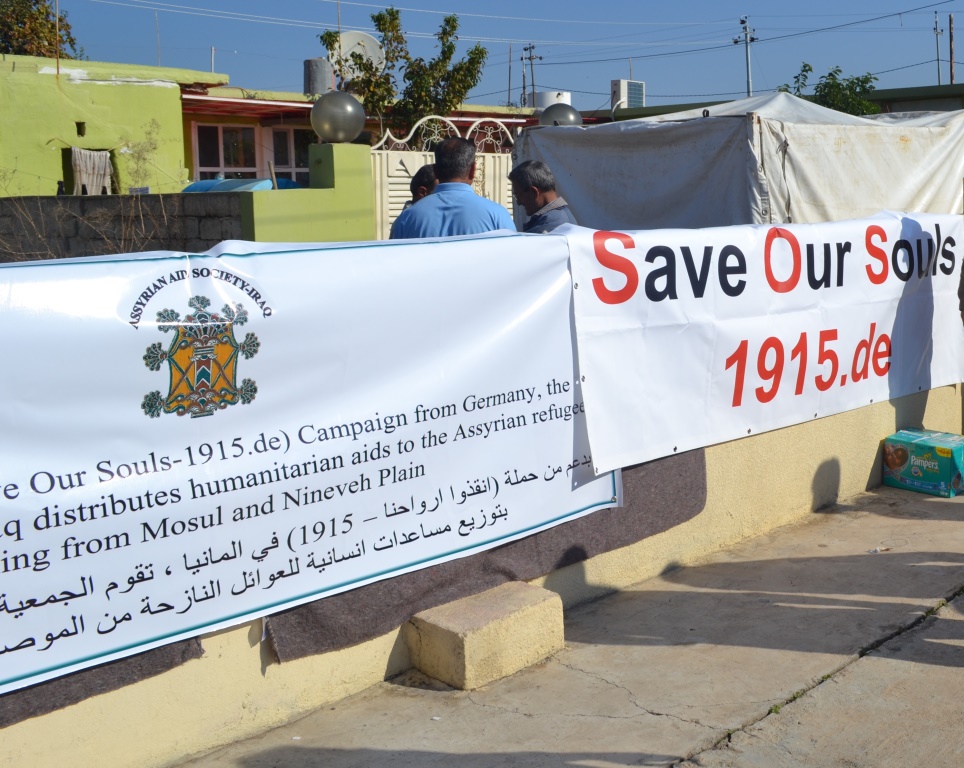 ASSYRIAN AID SOCIETY-IRAQ
e Our Souls-1915.de) Campaign from Germany, the
q distributes humanitarian aids to the Assyrian refugee
ing from Mosul and Nineveh Plain
بدعم من حملة (انقذوا ارواحنا – 1915) في المانيا ، تقوم الجمعية
بتوزيع مساعدات انسانية للعوائل النازحة من الموص
Save Our Souls
1915.de
Pampers